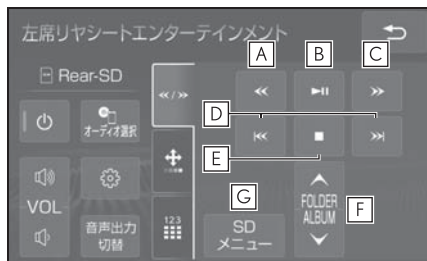 左席リヤシートエンターテインメント
Rear-SD
A
B
C
D
E
オーディオ選択
VOL
音声出力
切替
123
G
SD
メニュー
FOLDER
ALBUM
F